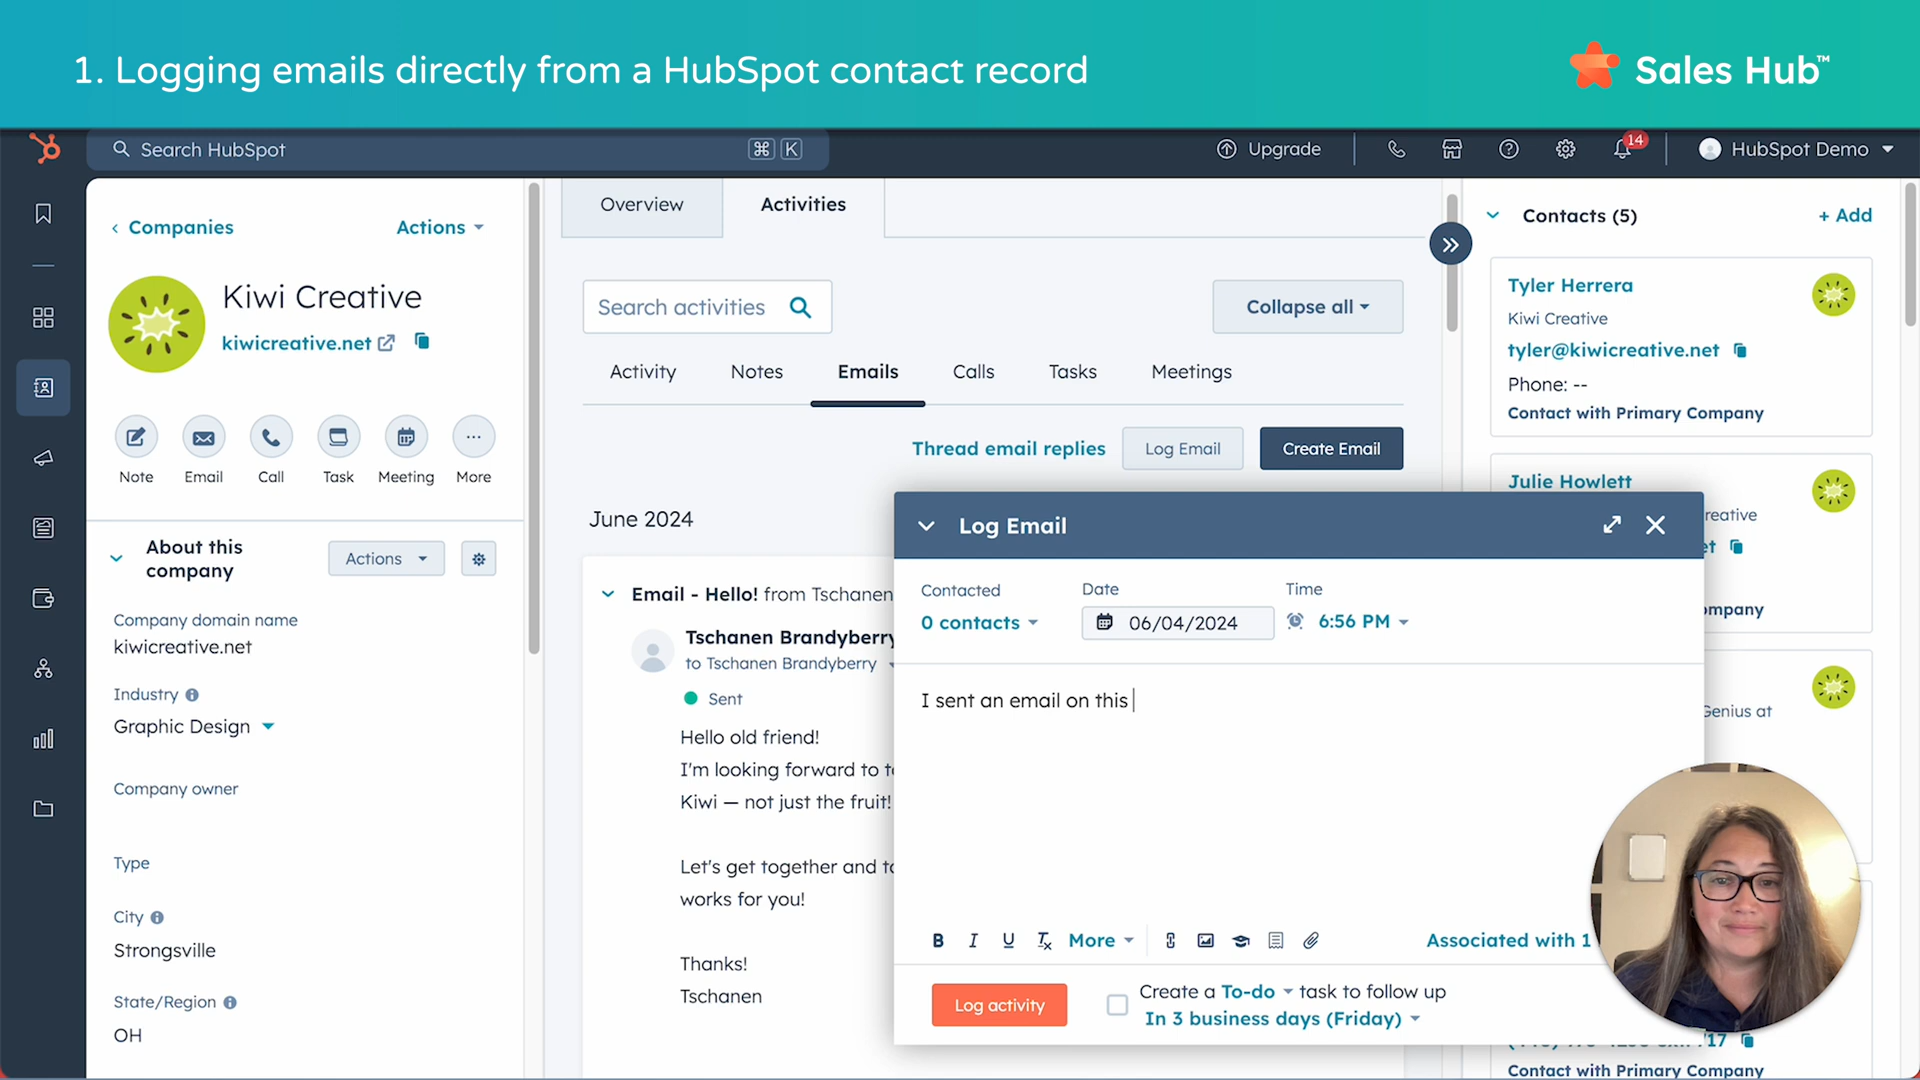 1. Logging emails directly from a HubSpot contact record
Sales Hub™
Search HubSpot
⌘ K
Upgrade
14
HubSpot Demo
Companies
Actions
Kiwi Creative
kiwicreative.net
Note
Email
Call
Task
Meeting
More
About this company
Actions
Company domain name
kiwicreative.net
Industry
Graphic Design
Company owner
Type
City
Strongsville
State/Region
OH
Overview
Activities
Search activities
Collapse all
Activity
Notes
Emails
Calls
Tasks
Meetings
Thread email replies
Log Email
Create Email
June 2024
Email - Hello! from Tschanen
Tschanen Brandyberry
to Tschanen Brandyberry
Sent
Hello old friend!
I'm looking forward to
Kiwi — not just the fruit!
Let's get together and
works for you!
Thanks!
Tschanen
Log Email
Contacted
0 contacts
Date
06/04/2024
Time
6:56 PM
I sent an email on this
B I U Tx More
Associated with 1
Log activity
Create a To-do task to follow up
In 3 business days (Friday)
Contacts (5)
+ Add
Tyler Herrera
Kiwi Creative
tyler@kiwicreative.net
Phone: --
Contact with Primary Company
Julie Howlett
reative
et
ompany
Genius at
Contact with Primary Company